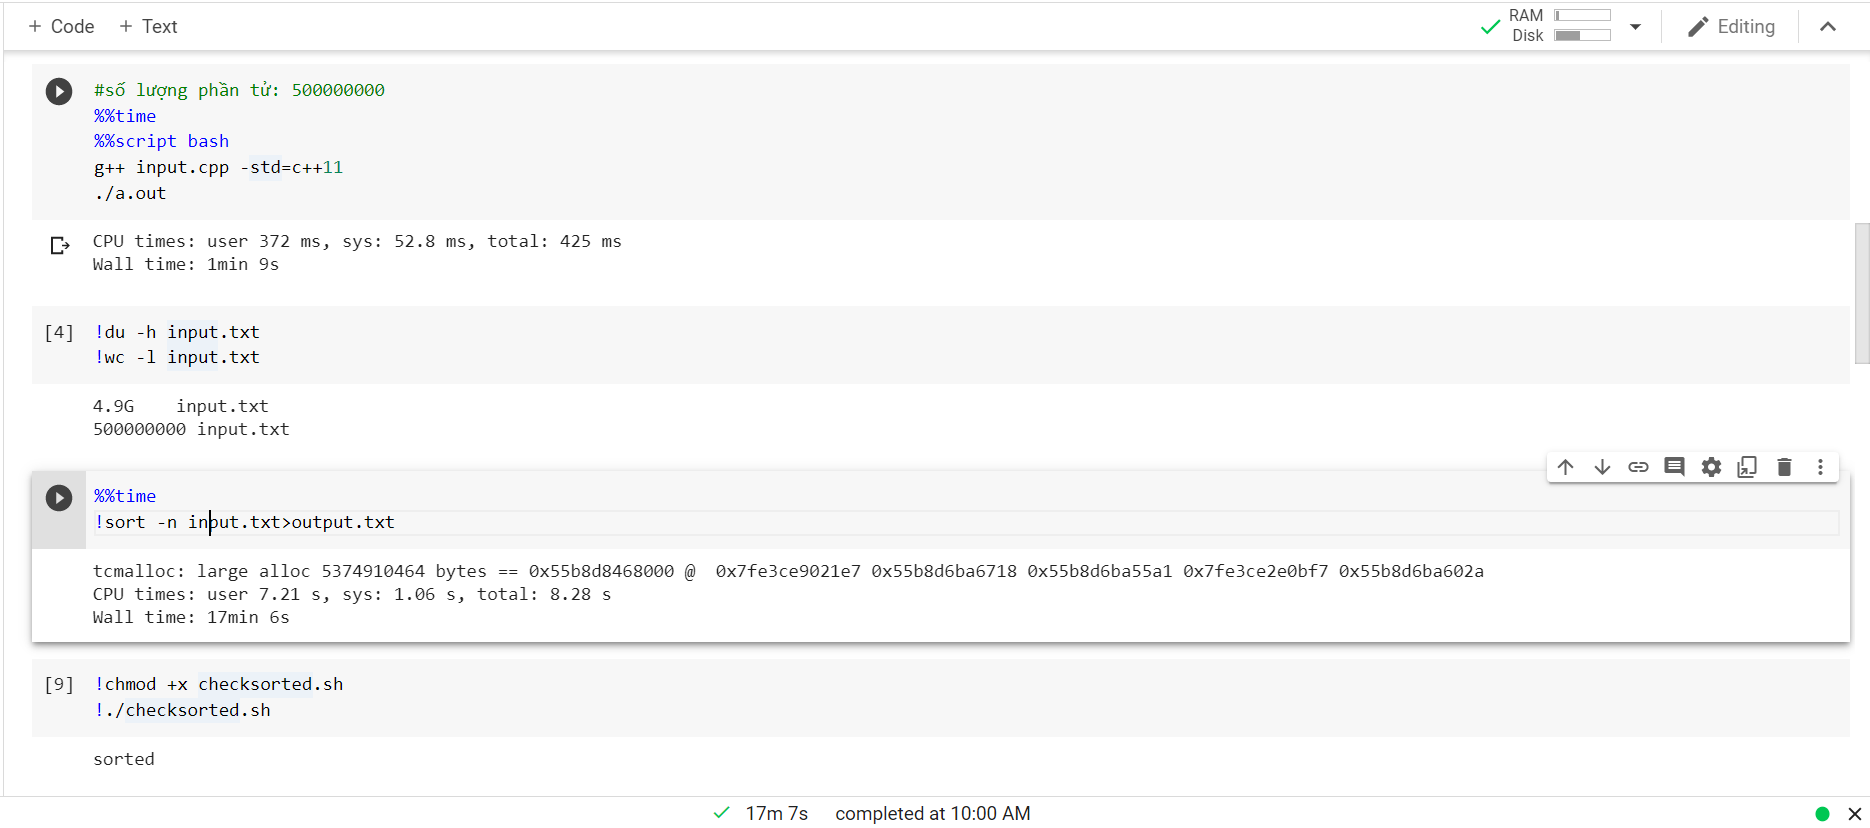 + Code + Text
RAM
Disk
Editing
#số lượng phần tử: 500000000
%%time
%%script bash
g++ input.cpp -std=c++11
./a.out
CPU times: user 372 ms, sys: 52.8 ms, total: 425 ms
Wall time: 1min 9s
[4]
!du -h input.txt
!wc -l input.txt
4.9G    input.txt
500000000 input.txt
%%time
!sort -n input.txt>output.txt
tcmalloc: large alloc 5374910464 bytes == 0x55b8d8468000 @  0x7fe3ce9021e7 0x55b8d6ba6718 0x55b8d6ba55a1 0x7fe3ce2e0bf7 0x55b8d6ba602a
CPU times: user 7.21 s, sys: 1.06 s, total: 8.28 s
Wall time: 17min 6s
[9]
!chmod +x checksorted.sh
!./checksorted.sh
sorted
17m 7s completed at 10:00 AM